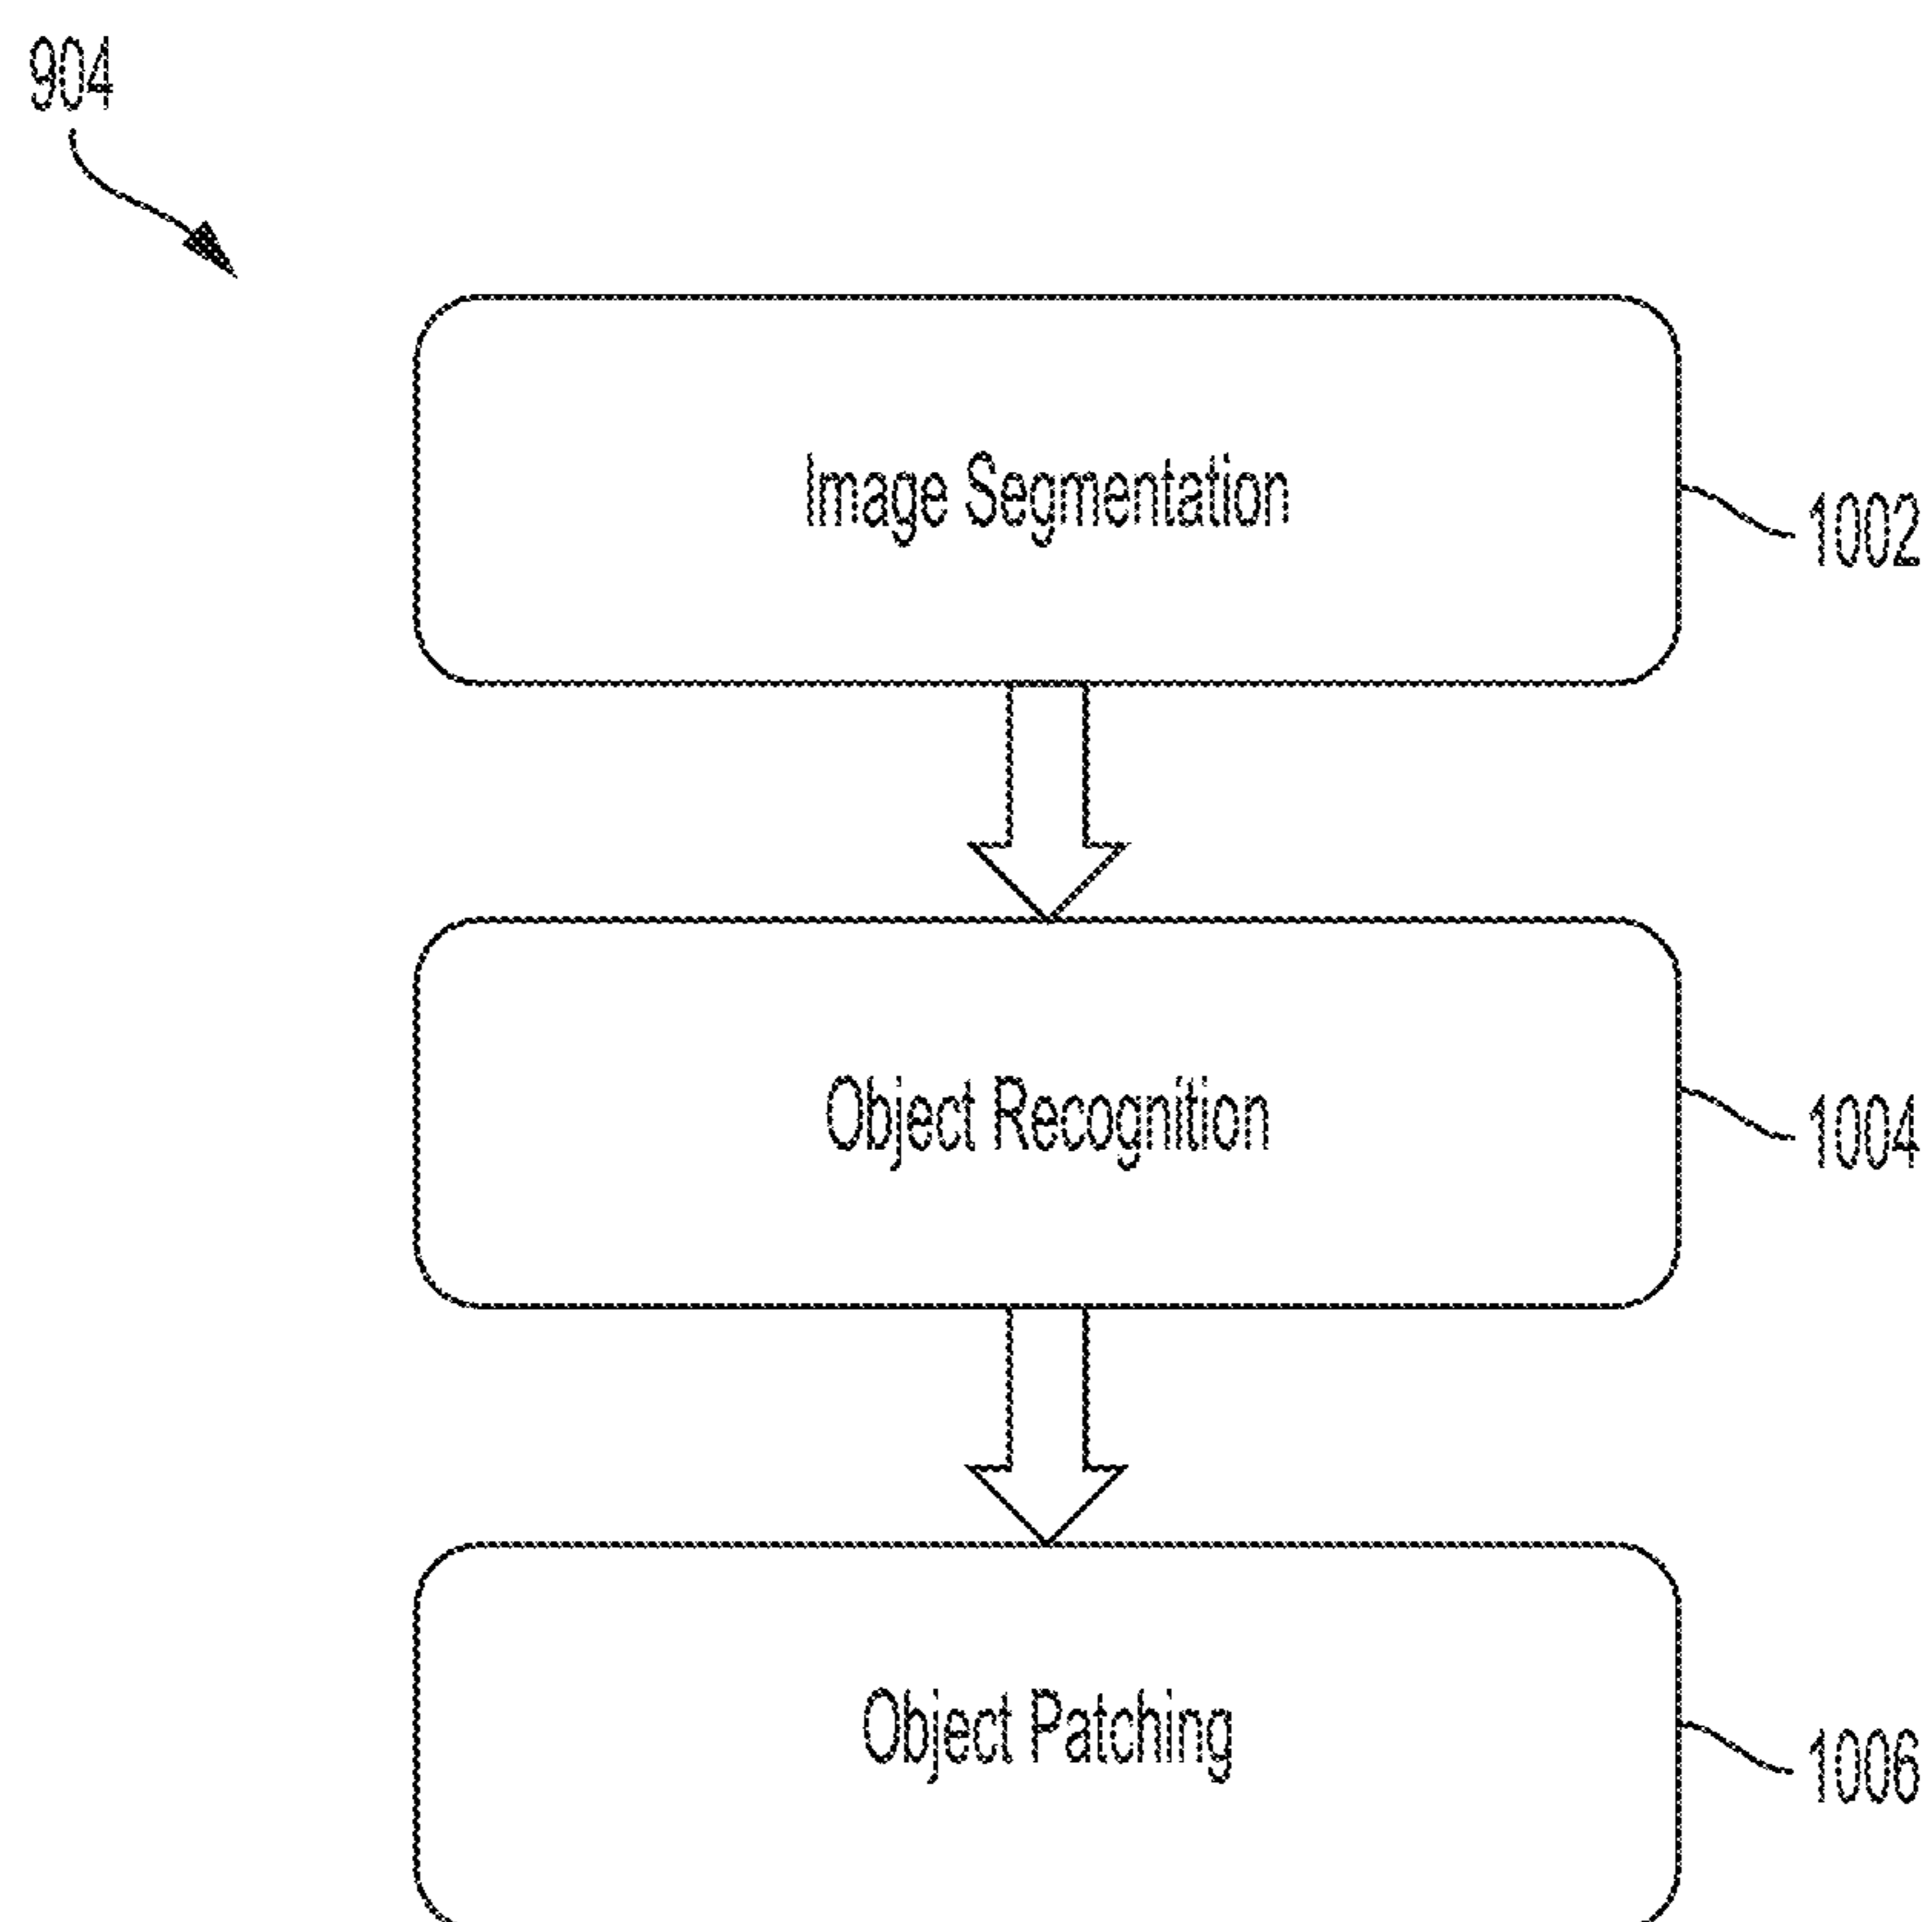 904
Image Segmentation
1002
Object Recognition
1004
Object Patching
1006